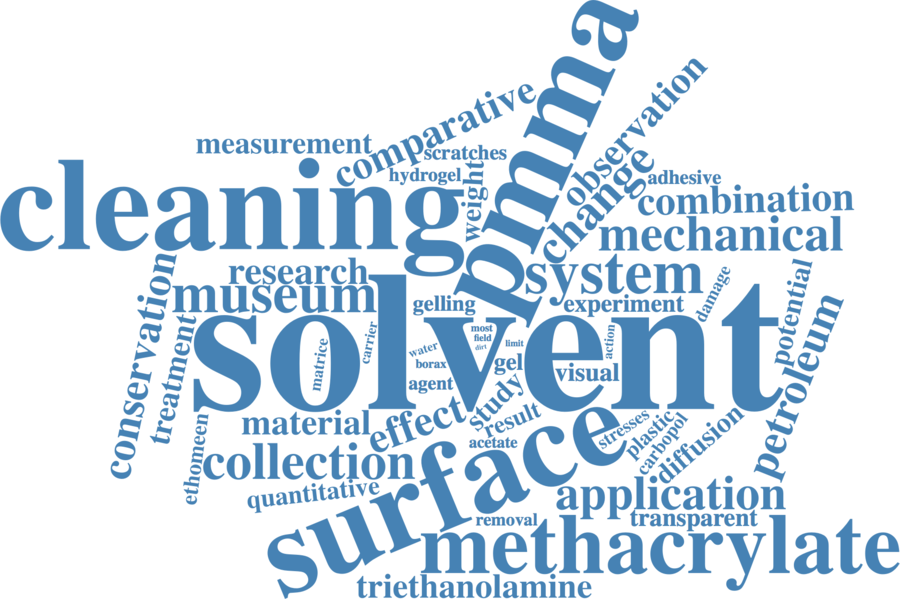 pmma
observation
comparative
measurement
scratches
hydrogel
weight
change
adhesive
cleaning
combination
mechanical
research
system
museum
conservation
gelling
experiment
damage
potential
petroleum
solvent
treatment
matrice
carrier
water
most
field
dirt
limit
action
borax
gel
agent
visual
study
material
effect
result
acetate
stresses
plastic
carbopol
diffusion
ethomeen
collection
quantitative
surface
application
removal
transparent
methacrylate
triethanolamine